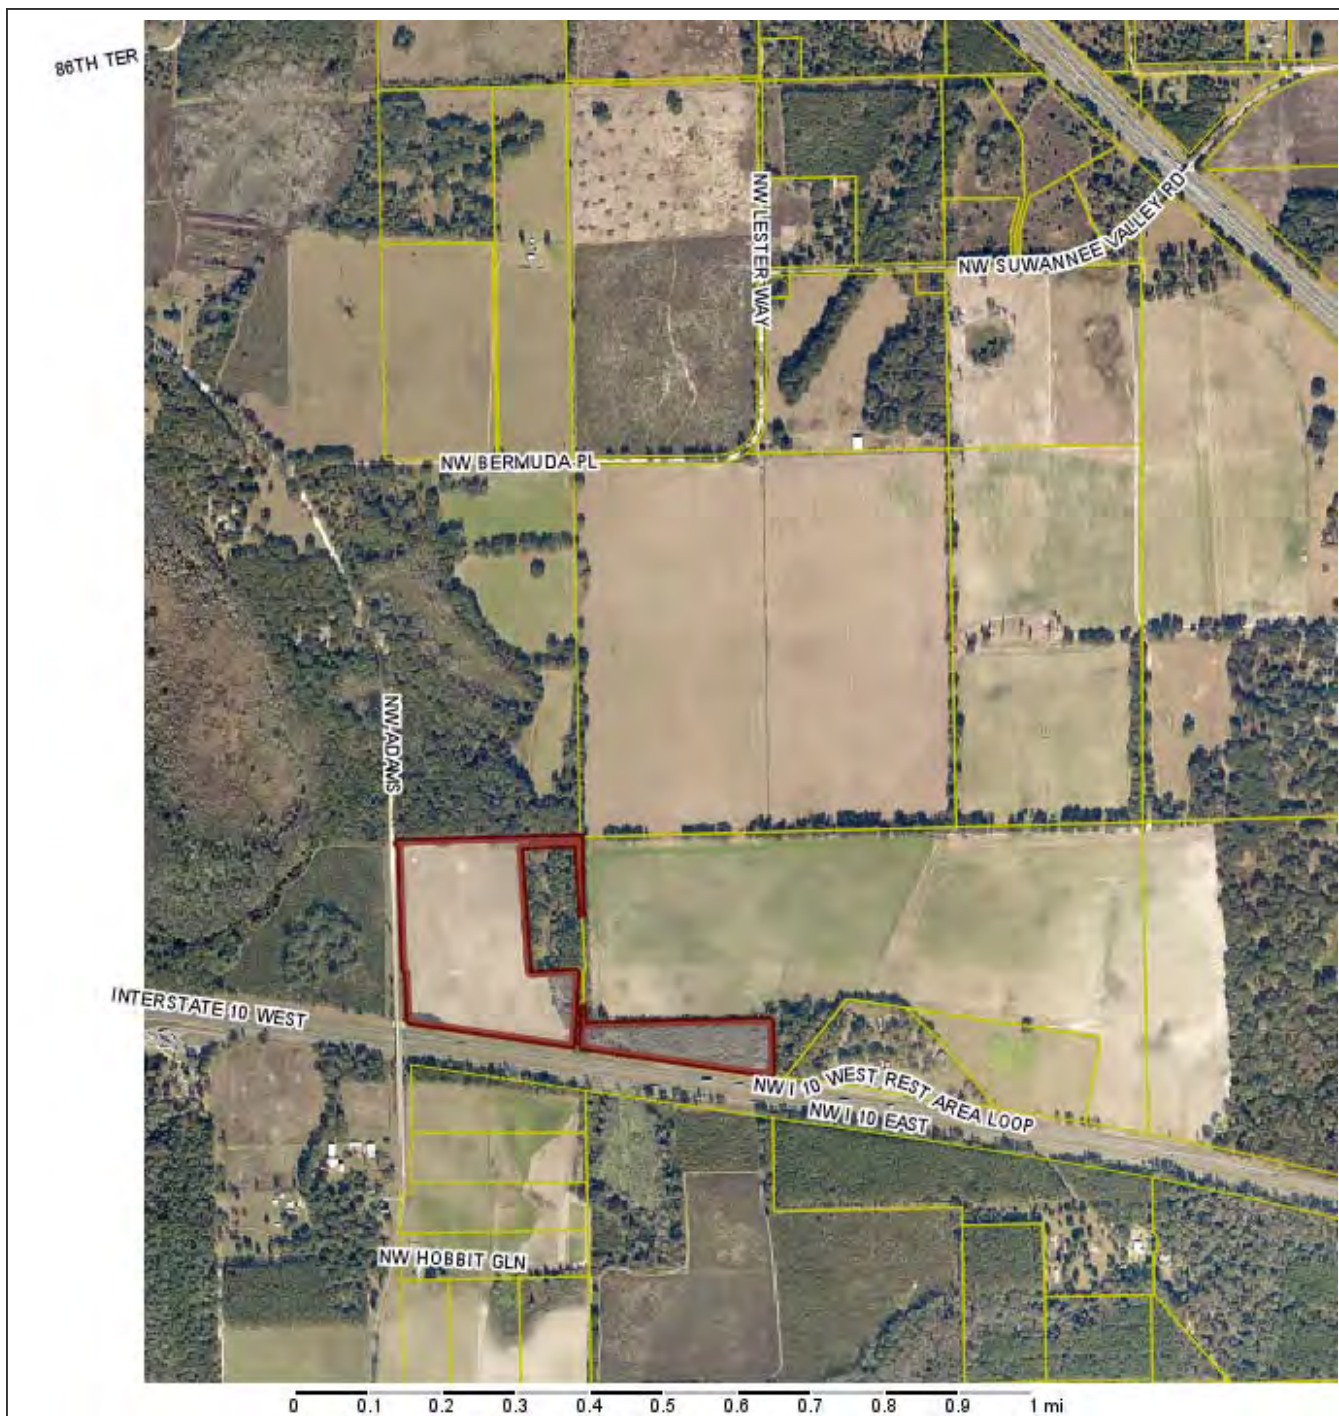 86TH TER
NW LESTER WAY
NW SUWANNEE VALLEY RD
NW BERMUDA PL
NW ADAMS
INTERSTATE 10 WEST
NW I 10 WEST REST AREA LOOP
NW I 10 EAST
NW HOBBIT GLN
0 0.1 0.2 0.3 0.4 0.5 0.6 0.7 0.8 0.9 1 mi